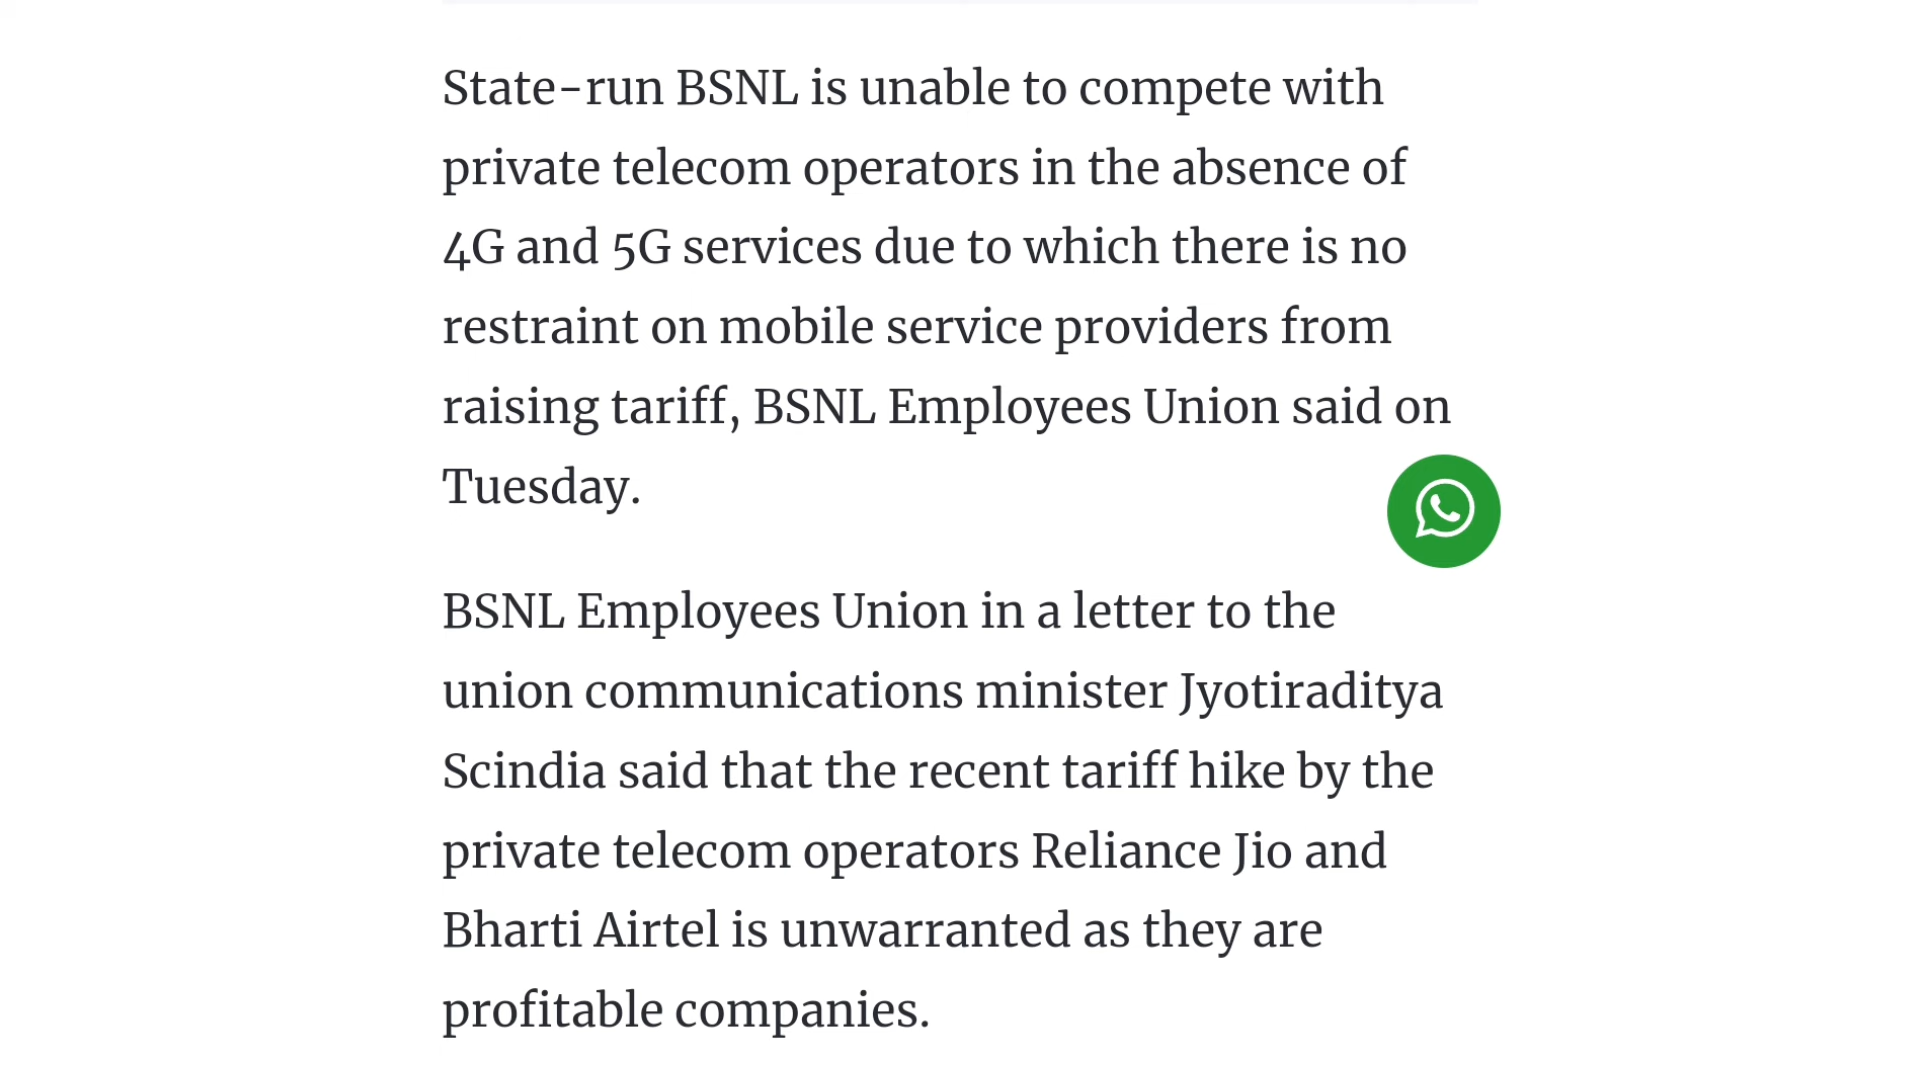 State-run BSNL is unable to compete with
private telecom operators in the absence of
4G and 5G services due to which there is no
restraint on mobile service providers from
raising tariff, BSNL Employees Union said on
Tuesday.
BSNL Employees Union in a letter to the
union communications minister Jyotiraditya
Scindia said that the recent tariff hike by the
private telecom operators Reliance Jio and
Bharti Airtel is unwarranted as they are
profitable companies.